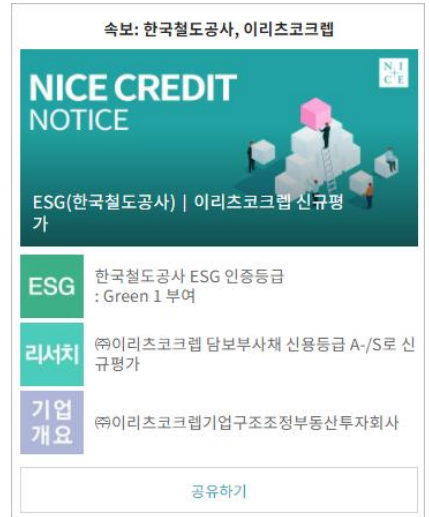 속보: 한국철도공사, 이리츠코크렙
N I
C E
NICE CREDIT
NOTICE
ESG(한국철도공사) | 이리츠코크렙 신규평
가
ESG
한국철도공사 ESG 인증등급
: Green 1 부여
리서치
㈜이리츠코크렙 담보부사채 신용등급 A-/S로 신
규평가
기업
개요
㈜이리츠코크렙기업구조조정부동산투자회사
공유하기